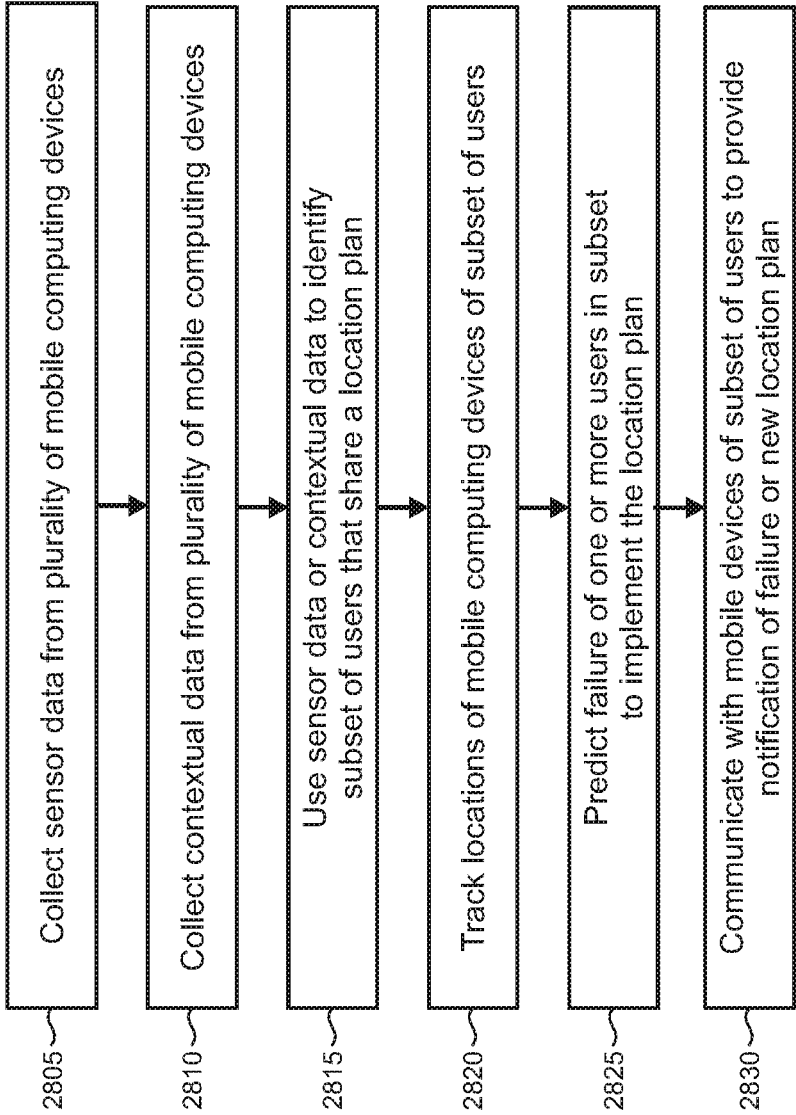 2805
Collect sensor data from plurality of mobile computing devices
2810
Collect contextual data from plurality of mobile computing devices
2815
Use sensor data or contextual data to identify
subset of users that share a location plan
2820
Track locations of mobile computing devices of subset of users
2825
Predict failure of one or more users in subset
to implement the location plan
2830
Communicate with mobile devices of subset of users to provide
notification of failure or new location plan